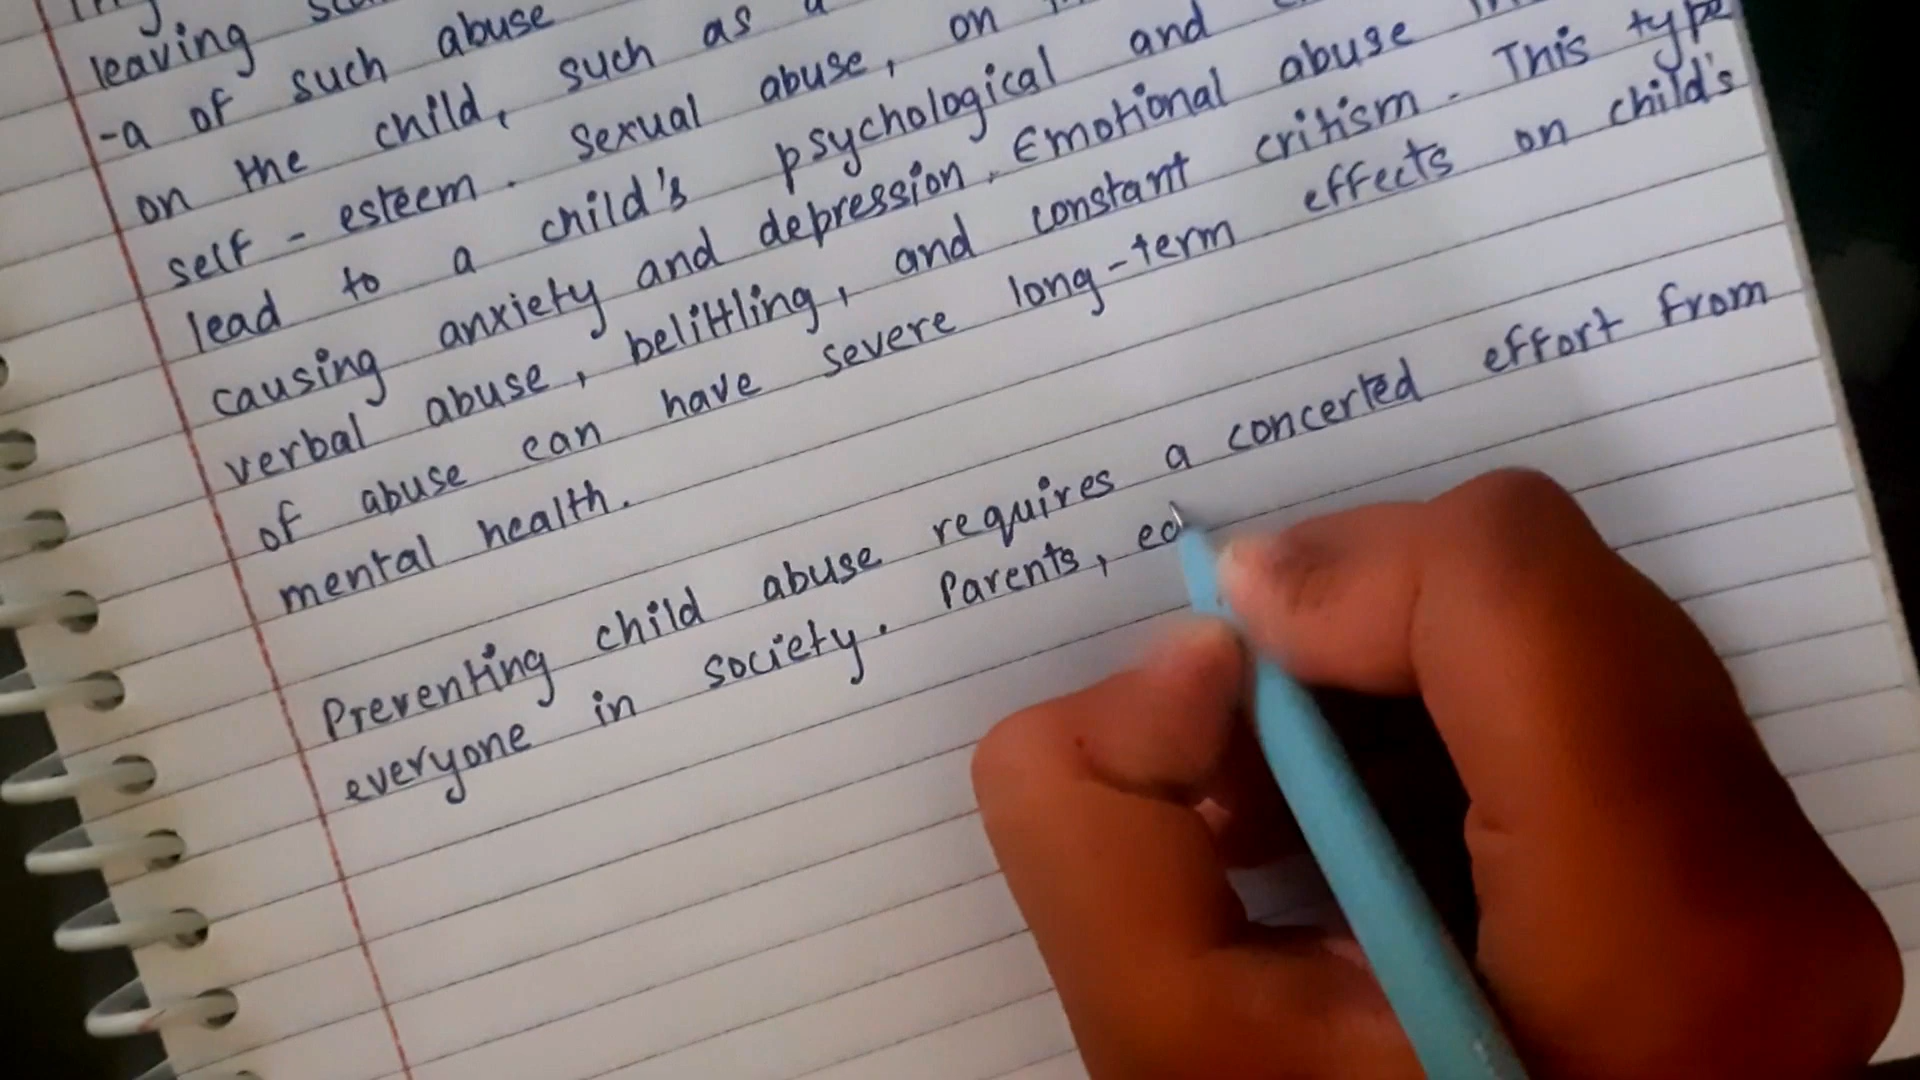 leaving
-a of such abuse
on the child, such as a
self - esteem. Sexual abuse, on
lead to a child's psychological and
causing anxiety and depression. Emotional abuse
verbal abuse, belittling, and constant critism. This type
of abuse can have severe long-term effects on child's
mental health.
Preventing child abuse requires a concerted effort from
everyone in society. Parents, ed